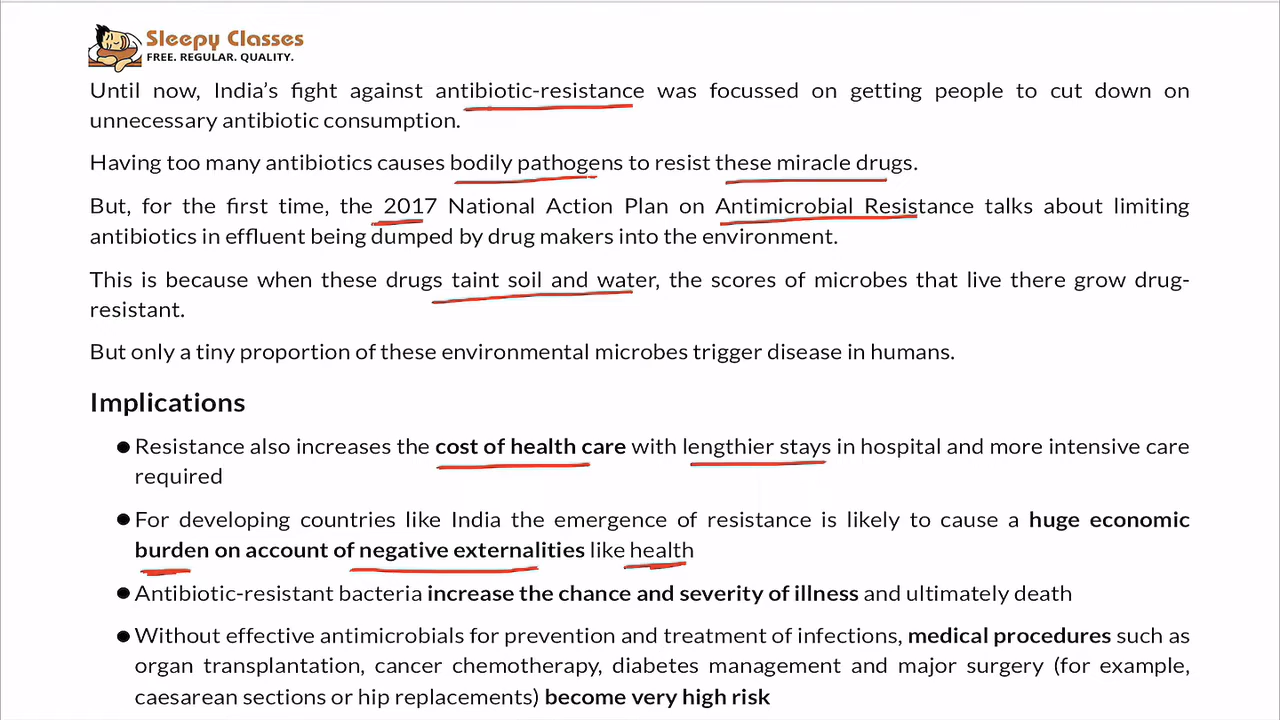 Sleepy Classes
FREE. REGULAR. QUALITY.
Until now, India's fight against antibiotic-resistance was focussed on getting people to cut down on
unnecessary antibiotic consumption.
Having too many antibiotics causes bodily pathogens to resist these miracle drugs.
But, for the first time, the 2017 National Action Plan on Antimicrobial Resistance talks about limiting
antibiotics in effluent being dumped by drug makers into the environment.
This is because when these drugs taint soil and water, the scores of microbes that live there grow drug-
resistant.
But only a tiny proportion of these environmental microbes trigger disease in humans.
Implications
● Resistance also increases the cost of health care with lengthier stays in hospital and more intensive care
required
● For developing countries like India the emergence of resistance is likely to cause a huge economic
burden on account of negative externalities like health
● Antibiotic-resistant bacteria increase the chance and severity of illness and ultimately death
● Without effective antimicrobials for prevention and treatment of infections, medical procedures such as
organ transplantation, cancer chemotherapy, diabetes management and major surgery (for example,
caesarean sections or hip replacements) become very high risk